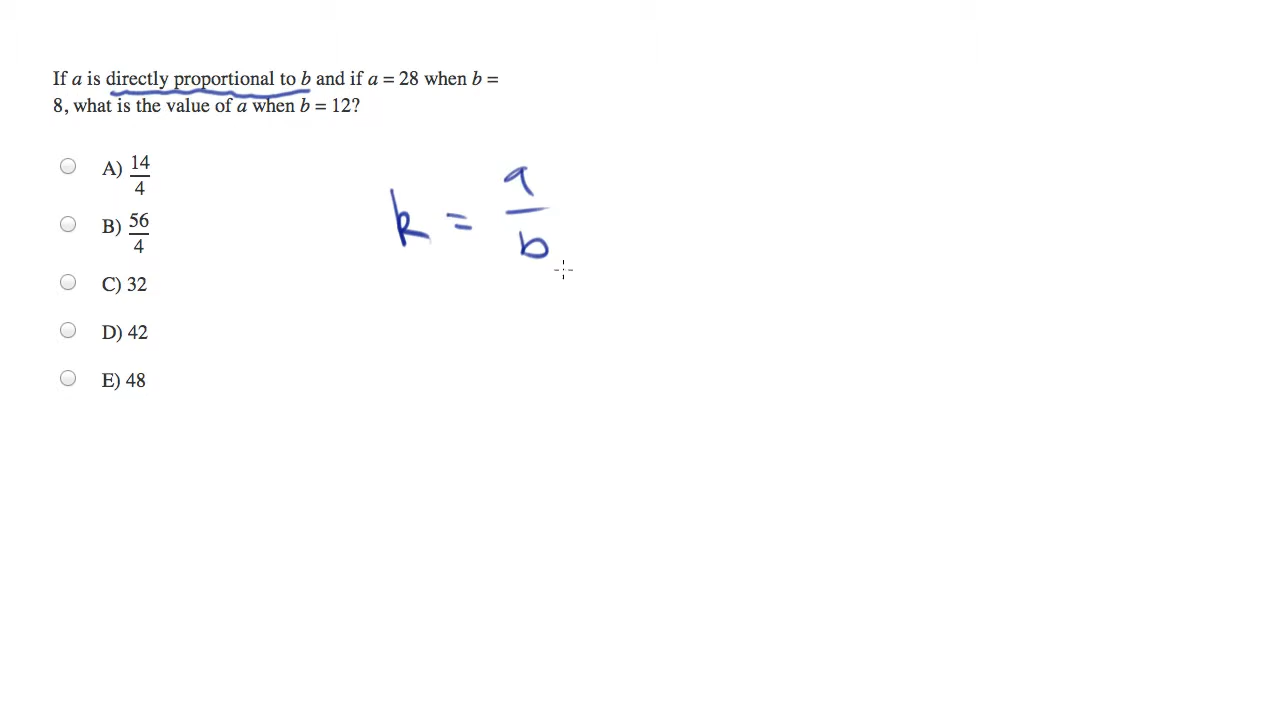 If a is directly proportional to b and if a = 28 when b =
8, what is the value of a when b = 12?
A) 14/4
B) 56/4
C) 32
D) 42
E) 48
k = a/b